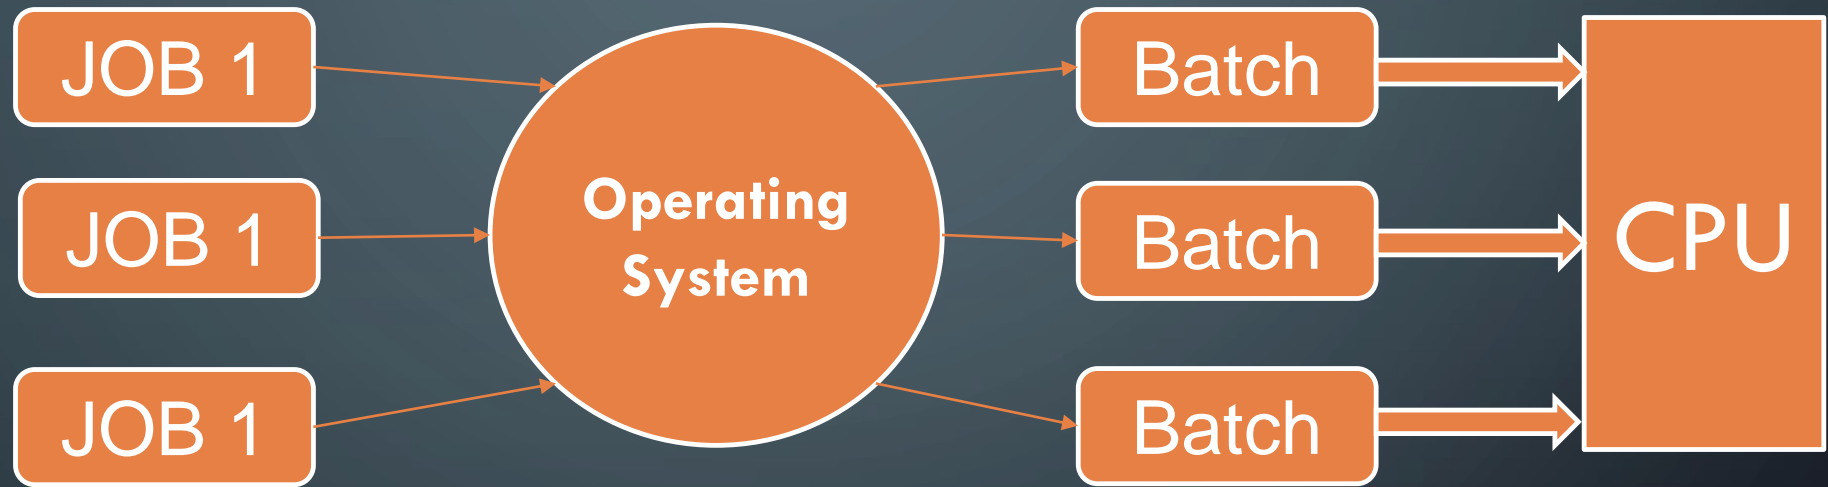 JOB 1
JOB 1
JOB 1
Operating
System
Batch
Batch
Batch
CPU